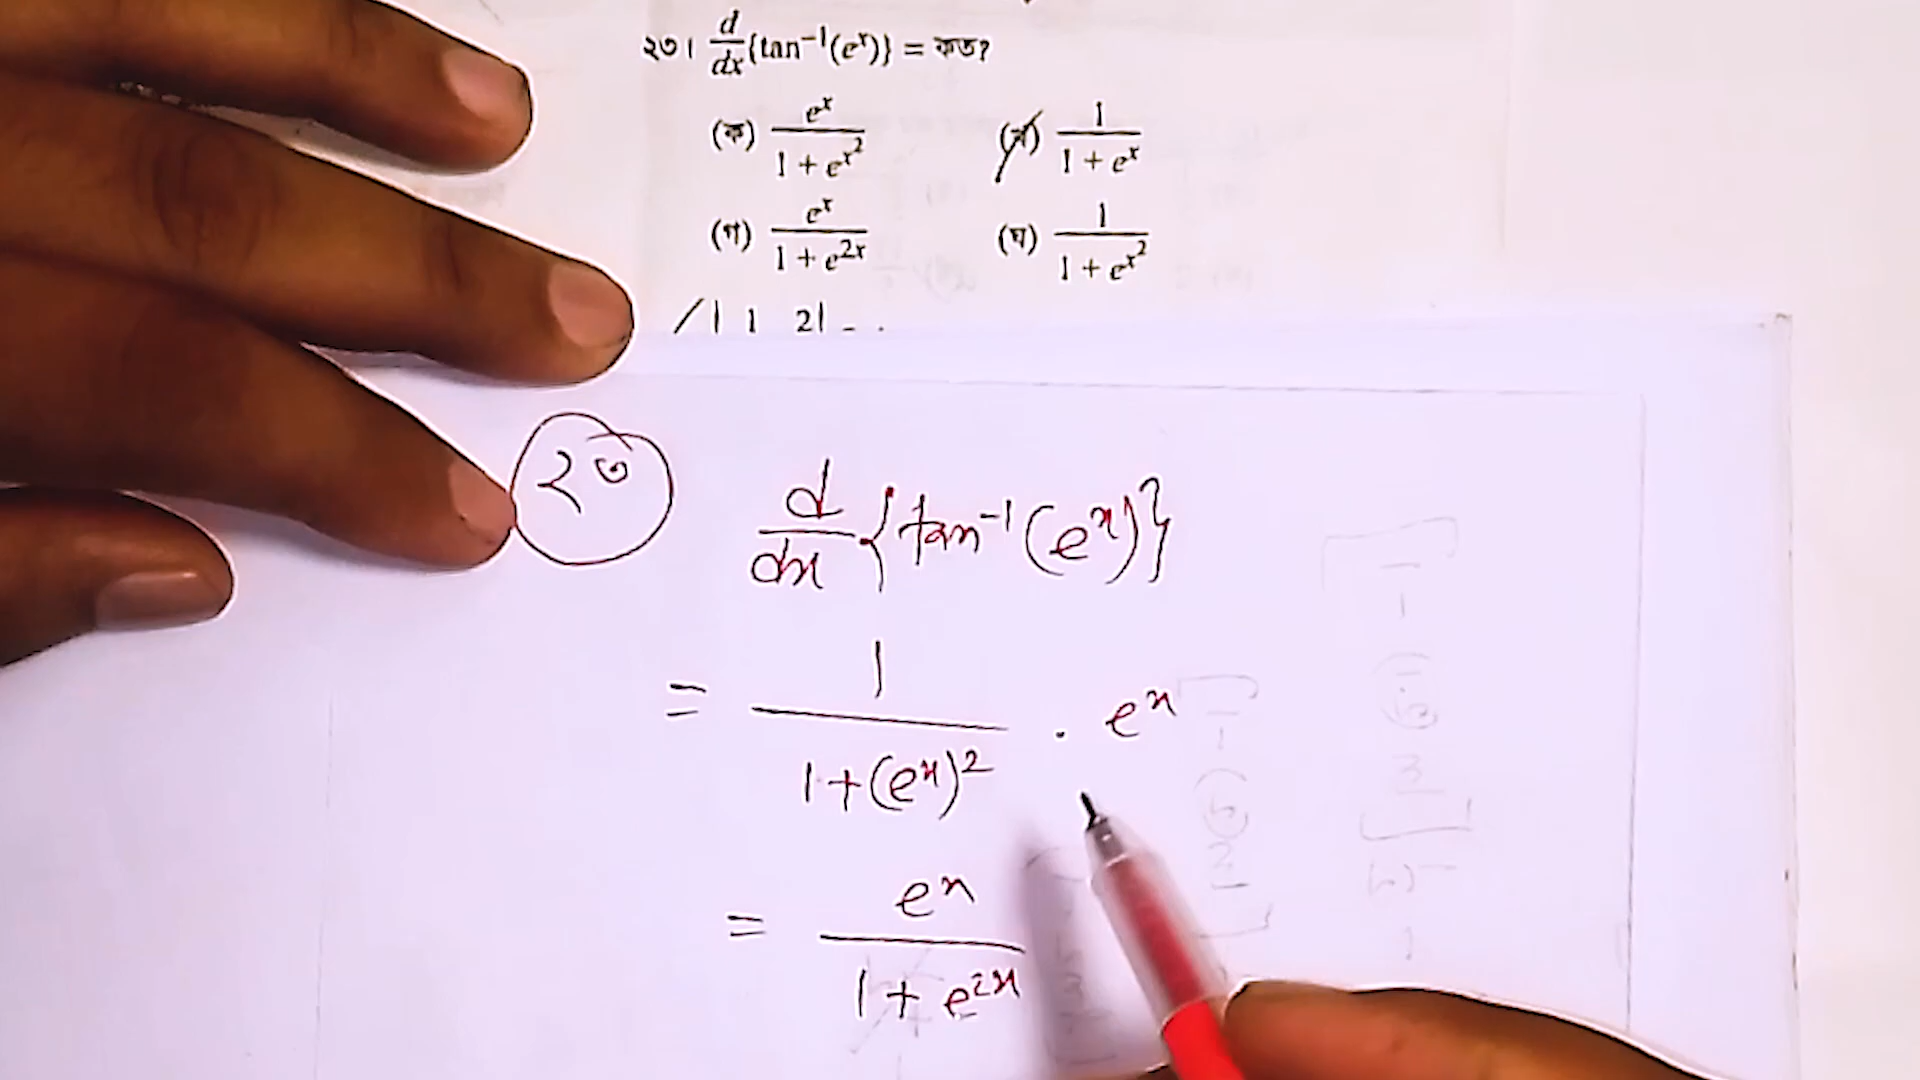 ২৩। d/dx{tan⁻¹(eˣ)} = কত?
(ক) eˣ/(1 + e^(x²)) (খ) 1/(1 + eˣ)
(গ) eˣ/(1 + e^(2x)) (ঘ) 1/(1 + e^(x²))
২৩
d/dx {tan⁻¹(eˣ)}
= 1/(1+(eˣ)²) · eˣ
= eˣ/(1 + e^(2x))